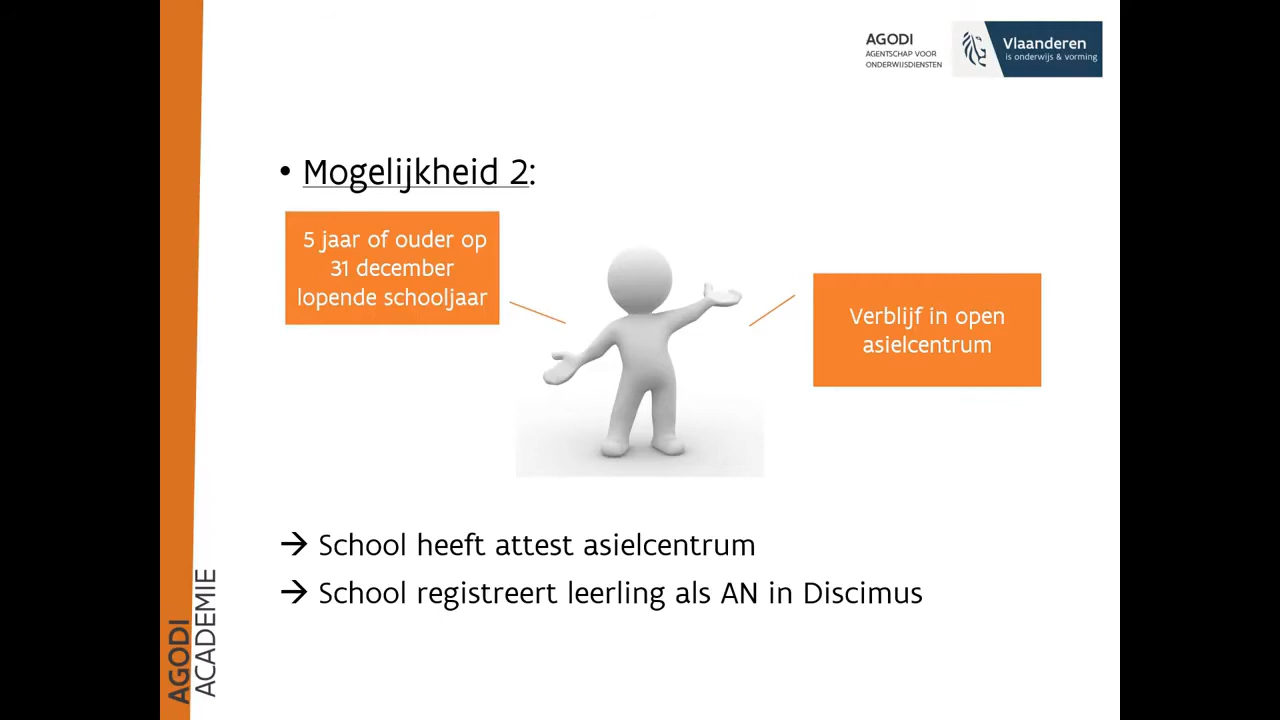 AGODI
AGENTSCHAP VOOR
ONDERWIJSDIENSTEN
Vlaanderen
is onderwijs & vorming
• Mogelijkheid 2:
5 jaar of ouder op
31 december
lopende schooljaar
Verblijf in open
asielcentrum
→ School heeft attest asielcentrum
→ School registreert leerling als AN in Discimus
AGODI
ACADEMIE